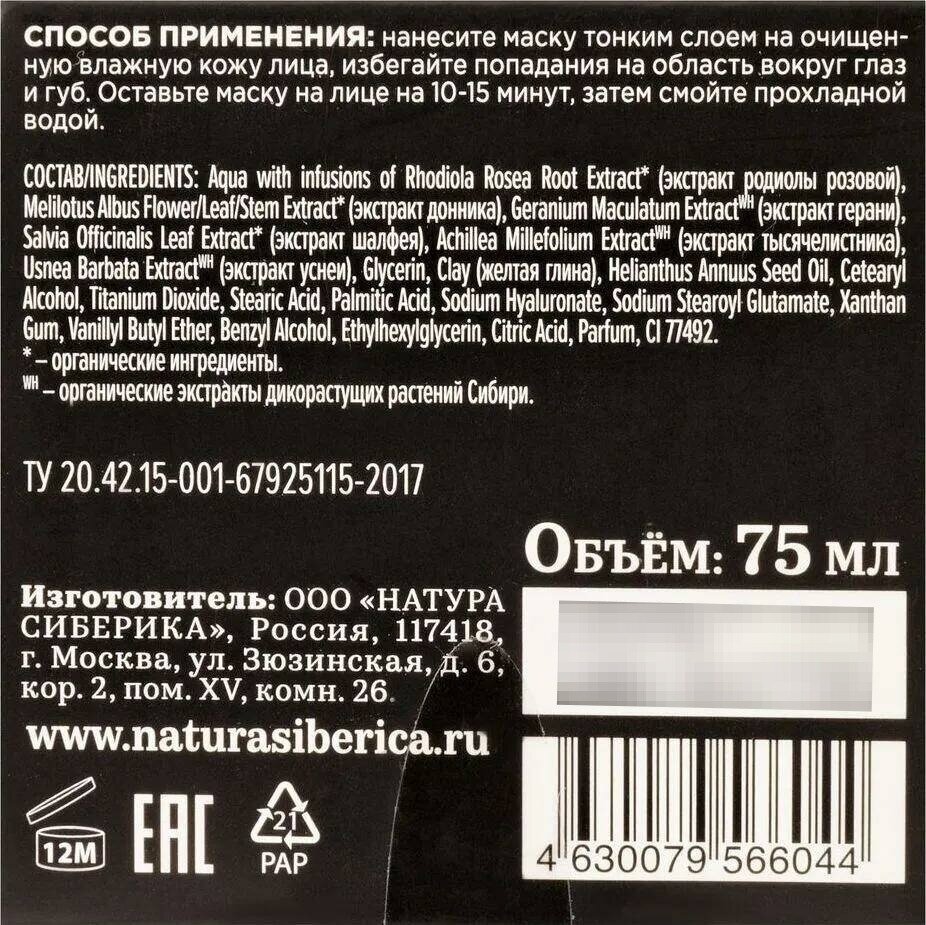 СПОСОБ ПРИМЕНЕНИЯ: нанесите маску тонким слоем на очищен-
ную влажную кожу лица, избегайте попадания на область вокруг глаз
и губ. Оставьте маску на лице на 10-15 минут, затем смойте прохладной
водой.
СОСТАВ/INGREDIENTS: Aqua with infusions of Rhodiola Rosea Root Extract* (экстракт родиолы розовой),
Melilotus Albus Flower/Leaf/Stem Extract* (экстракт донника), Geranium Maculatum Extract^WH (экстракт герани),
Salvia Officinalis Leaf Extract* (экстракт шалфея), Achillea Millefolium Extract^WH (экстракт тысячелистника),
Usnea Barbata Extract^WH (экстракт уснеи), Glycerin, Clay (желтая глина), Helianthus Annuus Seed Oil, Cetearyl
Alcohol, Titanium Dioxide, Stearic Acid, Palmitic Acid, Sodium Hyaluronate, Sodium Stearoyl Glutamate, Xanthan
Gum, Vanillyl Butyl Ether, Benzyl Alcohol, Ethylhexylglycerin, Citric Acid, Parfum, CI 77492.
* – органические ингредиенты.
WH – органические экстракты дикорастущих растений Сибири.
ТУ 20.42.15-001-67925115-2017
Объём: 75 мл
Изготовитель: ООО «НАТУРА
СИБЕРИКА», Россия, 117418,
г. Москва, ул. Зюзинская, д. 6,
кор. 2, пом. XV, комн. 26.
www.naturasiberica.ru
12M
EAC
21
PAP
4 630079 566044